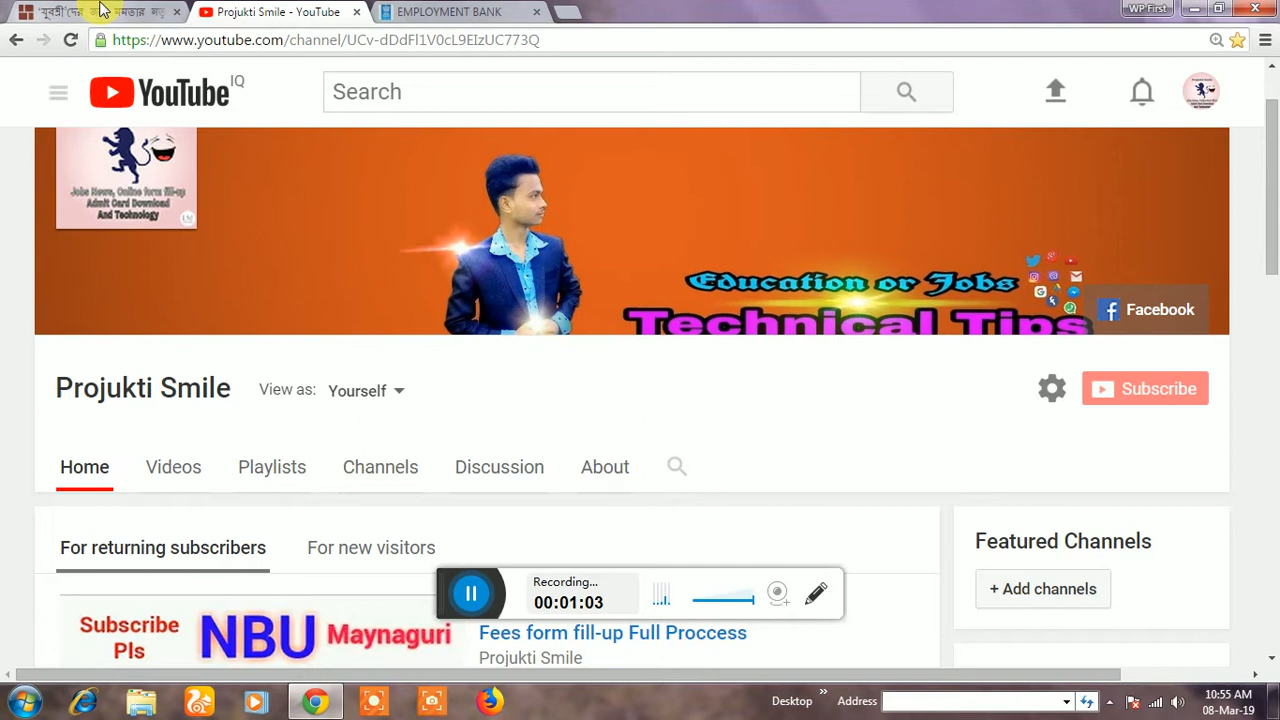 'যুবশ্রী'দের জন্য মমতার
Projukti Smile - YouTube
EMPLOYMENT BANK
WP First
https://www.youtube.com/channel/UCv-dDdFl1V0cL9EIzUC773Q
YouTube IQ
Search
Jobs News, Online form fill-up
Admit Card Download
And Technology
Education or Jobs
Technical Tips
Facebook
Projukti Smile
View as: Yourself
Subscribe
Home Videos Playlists Channels Discussion About
For returning subscribers For new visitors
Featured Channels
+ Add channels
Recording...
00:01:03
Subscribe
Pls
NBU Maynaguri
Fees form fill-up Full Proccess
Projukti Smile
Desktop
Address
10:55 AM
08-Mar-19